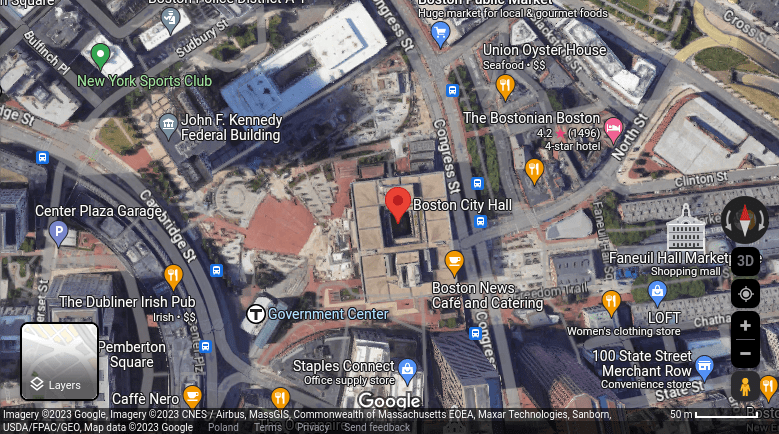 n Square
Boston Police District A-1
Boston Public Market
Huge market for local & gourmet foods
Cross St
Sudbury St
Bulfinch Pl
Congress St
New York Sports Club
Union Oyster House
Seafood • $$
The Bostonian Boston
4.2 ★ (1496)
4-star hotel
North St
John F. Kennedy
Federal Building
dge St
Congress St
Clinton St
Cambridge St
Center Plaza Garage
Boston City Hall
Faneuil Hall Marketp
Shopping mall
3D
Boston News
Café and Catering
The Dubliner Irish Pub
Irish • $$
Government Center
LOFT
Women's clothing store
Chatha
Pemberton
Square
Congress
100 State Street
Merchant Row
Convenience store
Staples Connect
Office supply store
Layers
State St
Caffè Nero
Google
Imagery ©2023 Google, Imagery ©2023 CNES / Airbus, MassGIS, Commonwealth of Massachusetts EOEA, Maxar Technologies, Sanborn,
USDA/FPAC/GEO, Map data ©2023 Google Poland Terms Privacy Send feedback
50 m